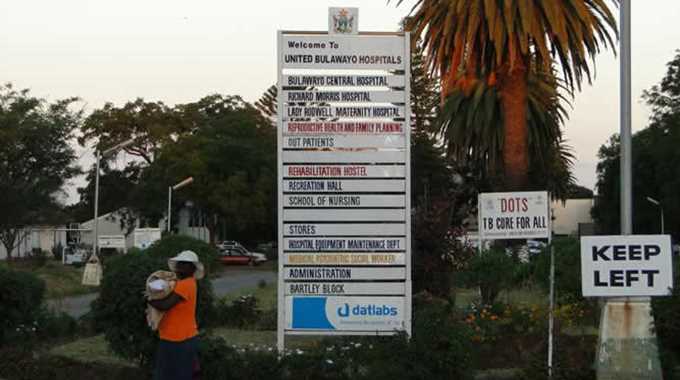 Welcome To
UNITED BULAWAYO HOSPITALS
BULAWAYO CENTRAL HOSPITAL
RICHARD MORRIS HOSPITAL
LADY RODWELL MATERNITY HOSPITAL
REPRODUCTIVE HEALTH AND FAMILY PLANNING
OUT PATIENTS
REHABILITATION HOSTEL
RECREATION HALL
SCHOOL OF NURSING
STORES
HOSPITAL EQUIPMENT MAINTENANCE DEPT
MEDICAL PSYCHIATRIC SOCIAL WORKER
ADMINISTRATION
BARTLEY BLOCK
datlabs
"DOTS"
TB CURE FOR ALL
KEEP
LEFT